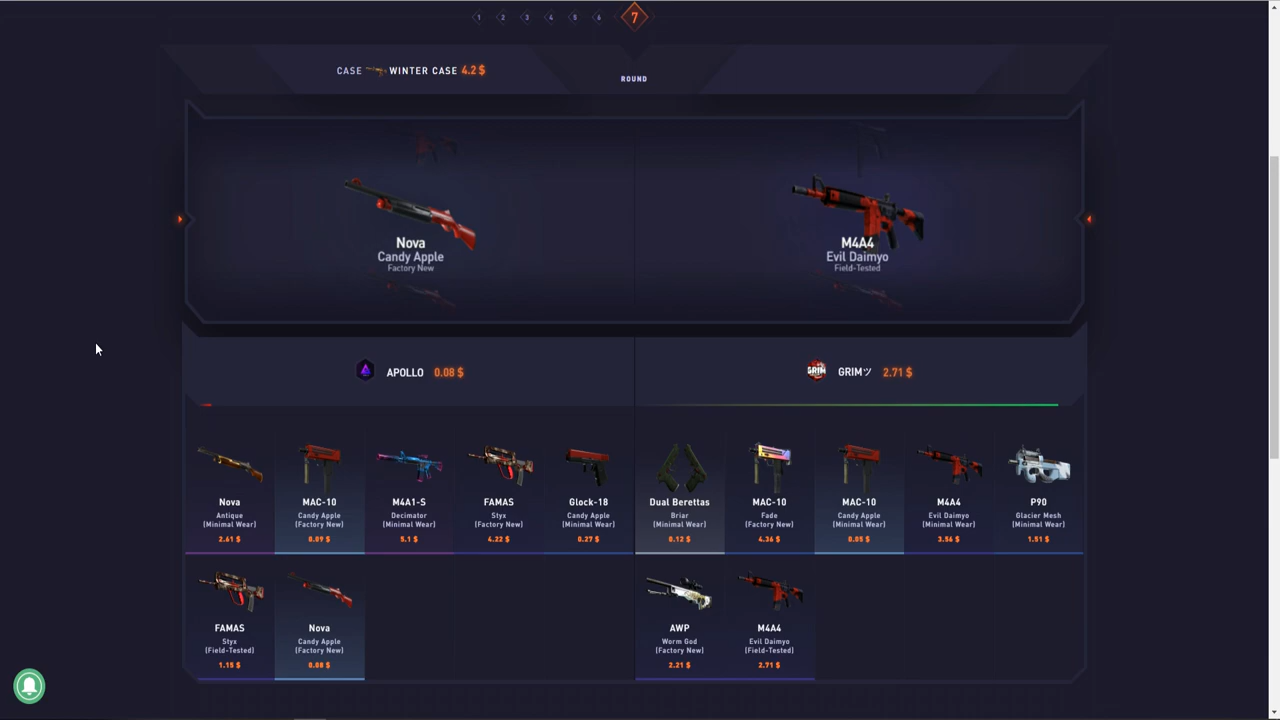 1 2 3 4 5 6 7
CASE WINTER CASE 4.2 $
ROUND
Nova
Candy Apple
Factory New
M4A4
Evil Daimyo
Field-Tested
APOLLO 0.08 $
GRIM
GRIMツ 2.71 $
Nova
Antique
(Minimal Wear)
2.61 $
MAC-10
Candy Apple
(Factory New)
0.09 $
M4A1-S
Decimator
(Minimal Wear)
5.1 $
FAMAS
Styx
(Factory New)
4.22 $
Glock-18
Candy Apple
(Minimal Wear)
0.27 $
Dual Berettas
Briar
(Minimal Wear)
0.12 $
MAC-10
Fade
(Factory New)
4.36 $
MAC-10
Candy Apple
(Minimal Wear)
0.05 $
M4A4
Evil Daimyo
(Minimal Wear)
3.56 $
P90
Glacier Mesh
(Minimal Wear)
1.51 $
FAMAS
Styx
(Field-Tested)
1.15 $
Nova
Candy Apple
(Factory New)
0.08 $
AWP
Worm God
(Factory New)
2.21 $
M4A4
Evil Daimyo
(Field-Tested)
2.71 $